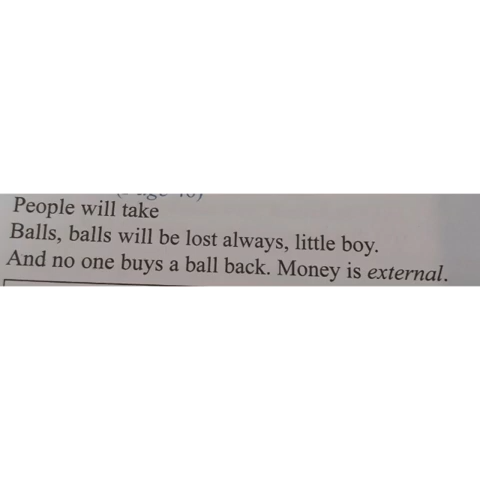 People will take
Balls, balls will be lost always, little boy.
And no one buys a ball back. Money is external.